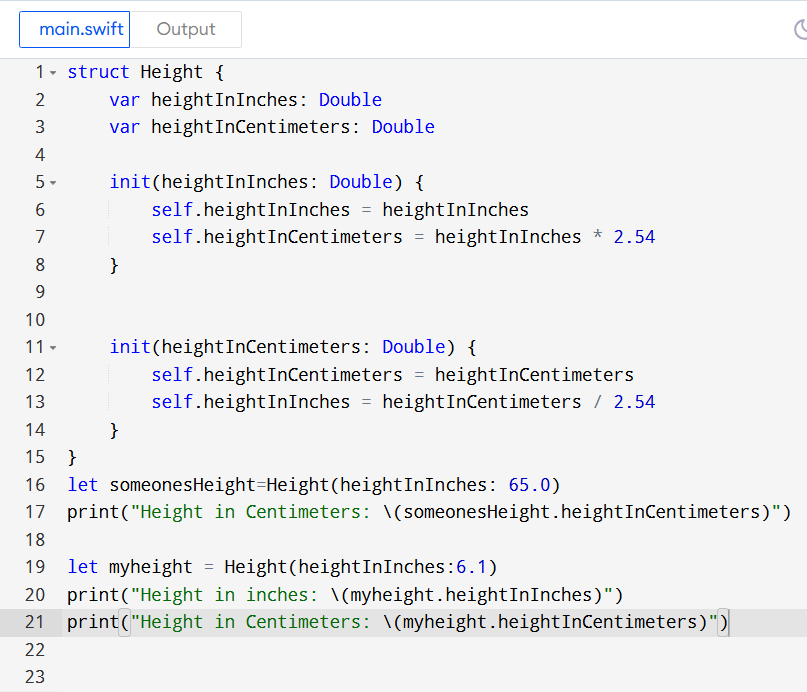 main.swift Output
1 struct Height {
2     var heightInInches: Double
3     var heightInCentimeters: Double
4
5     init(heightInInches: Double) {
6         self.heightInInches = heightInInches
7         self.heightInCentimeters = heightInInches * 2.54
8     }
9
10
11     init(heightInCentimeters: Double) {
12         self.heightInCentimeters = heightInCentimeters
13         self.heightInInches = heightInCentimeters / 2.54
14     }
15 }
16 let someonesHeight=Height(heightInInches: 65.0)
17 print("Height in Centimeters: \(someonesHeight.heightInCentimeters)")
18
19 let myheight = Height(heightInInches:6.1)
20 print("Height in inches: \(myheight.heightInInches)")
21 print("Height in Centimeters: \(myheight.heightInCentimeters)")
22
23